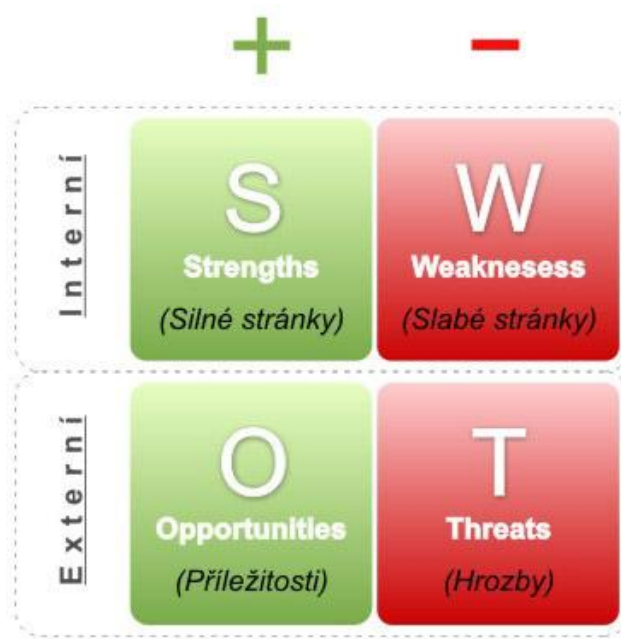 + −
Interní
S
Strengths
(Silné stránky)
W
Weaknesess
(Slabé stránky)
Externí
O
Opportunities
(Příležitosti)
T
Threats
(Hrozby)